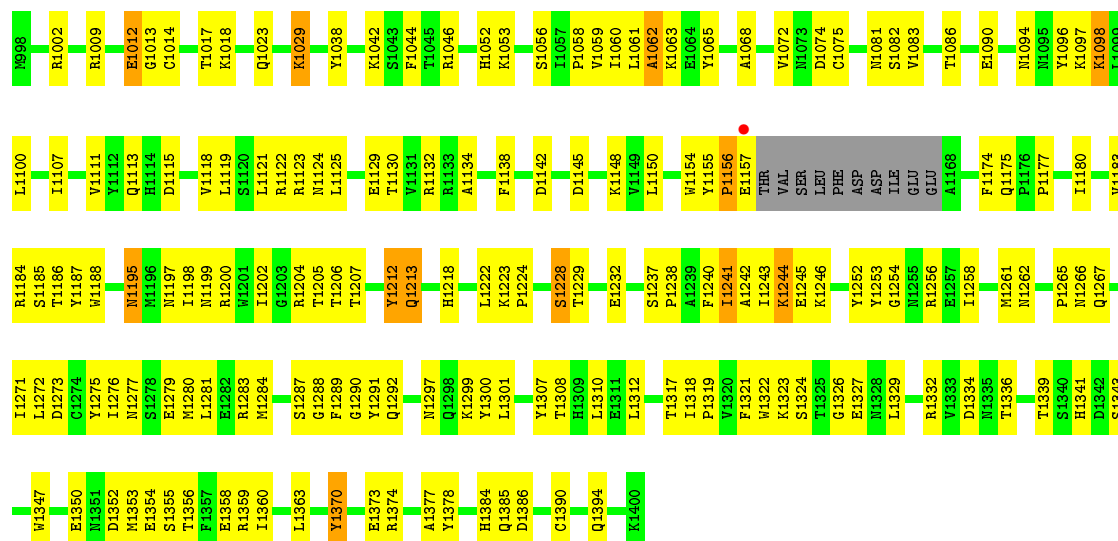 M998 R1002 R1009 E1012 G1013 C1014 T1017 K1018 Q1023 K1029 Y1038 K1042 S1043 F1044 T1045 R1046 H1052 K1053 S1056 I1057 P1058 V1059 I1060 L1061 A1062 K1063 E1064 Y1065 A1068 V1072 N1073 D1074 C1075 N1081 S1082 V1083 T1086 E1090 N1094 N1095 Y1096 K1097 K1098 L1099
L1100 I1107 V1111 Y1112 Q1113 H1114 D1115 V1118 L1119 S1120 L1121 R1122 R1123 N1124 L1125 E1129 T1130 V1131 R1132 R1133 A1134 F1138 D1142 D1145 K1148 V1149 L1150 W1154 Y1155 P1156 E1157 THR VAL SER LEU PHE ASP ASP ILE GLU GLU A1168 F1174 Q1175 P1176 P1177 I1180 V1183
R1184 S1185 T1186 Y1187 W1188 N1195 M1196 N1197 I1198 N1199 R1200 W1201 I1202 G1203 R1204 T1205 T1206 T1207 Y1212 Q1213 H1218 L1222 K1223 P1224 S1228 T1229 E1232 S1237 P1238 A1239 F1240 I1241 A1242 I1243 K1244 E1245 K1246 Y1252 Y1253 G1254 N1255 R1256 E1257 I1258 M1261 N1262 P1265 N1266 Q1267
I1271 L1272 D1273 C1274 Y1275 I1276 N1277 S1278 E1279 M1280 L1281 E1282 R1283 M1284 S1287 G1288 F1289 G1290 Y1291 Q1292 N1297 Q1298 K1299 Y1300 L1301 Y1307 T1308 H1309 L1310 E1311 L1312 T1317 I1318 P1319 V1320 F1321 W1322 K1323 S1324 T1325 G1326 E1327 N1328 L1329 R1332 V1333 D1334 N1335 T1336 T1339 S1340 H1341 D1342 S1343
W1347 E1350 N1351 D1352 M1353 E1354 S1355 T1356 F1357 E1358 R1359 I1360 L1363 Y1370 E1373 R1374 A1377 Y1378 H1384 Q1385 D1386 C1390 Q1394 K1400